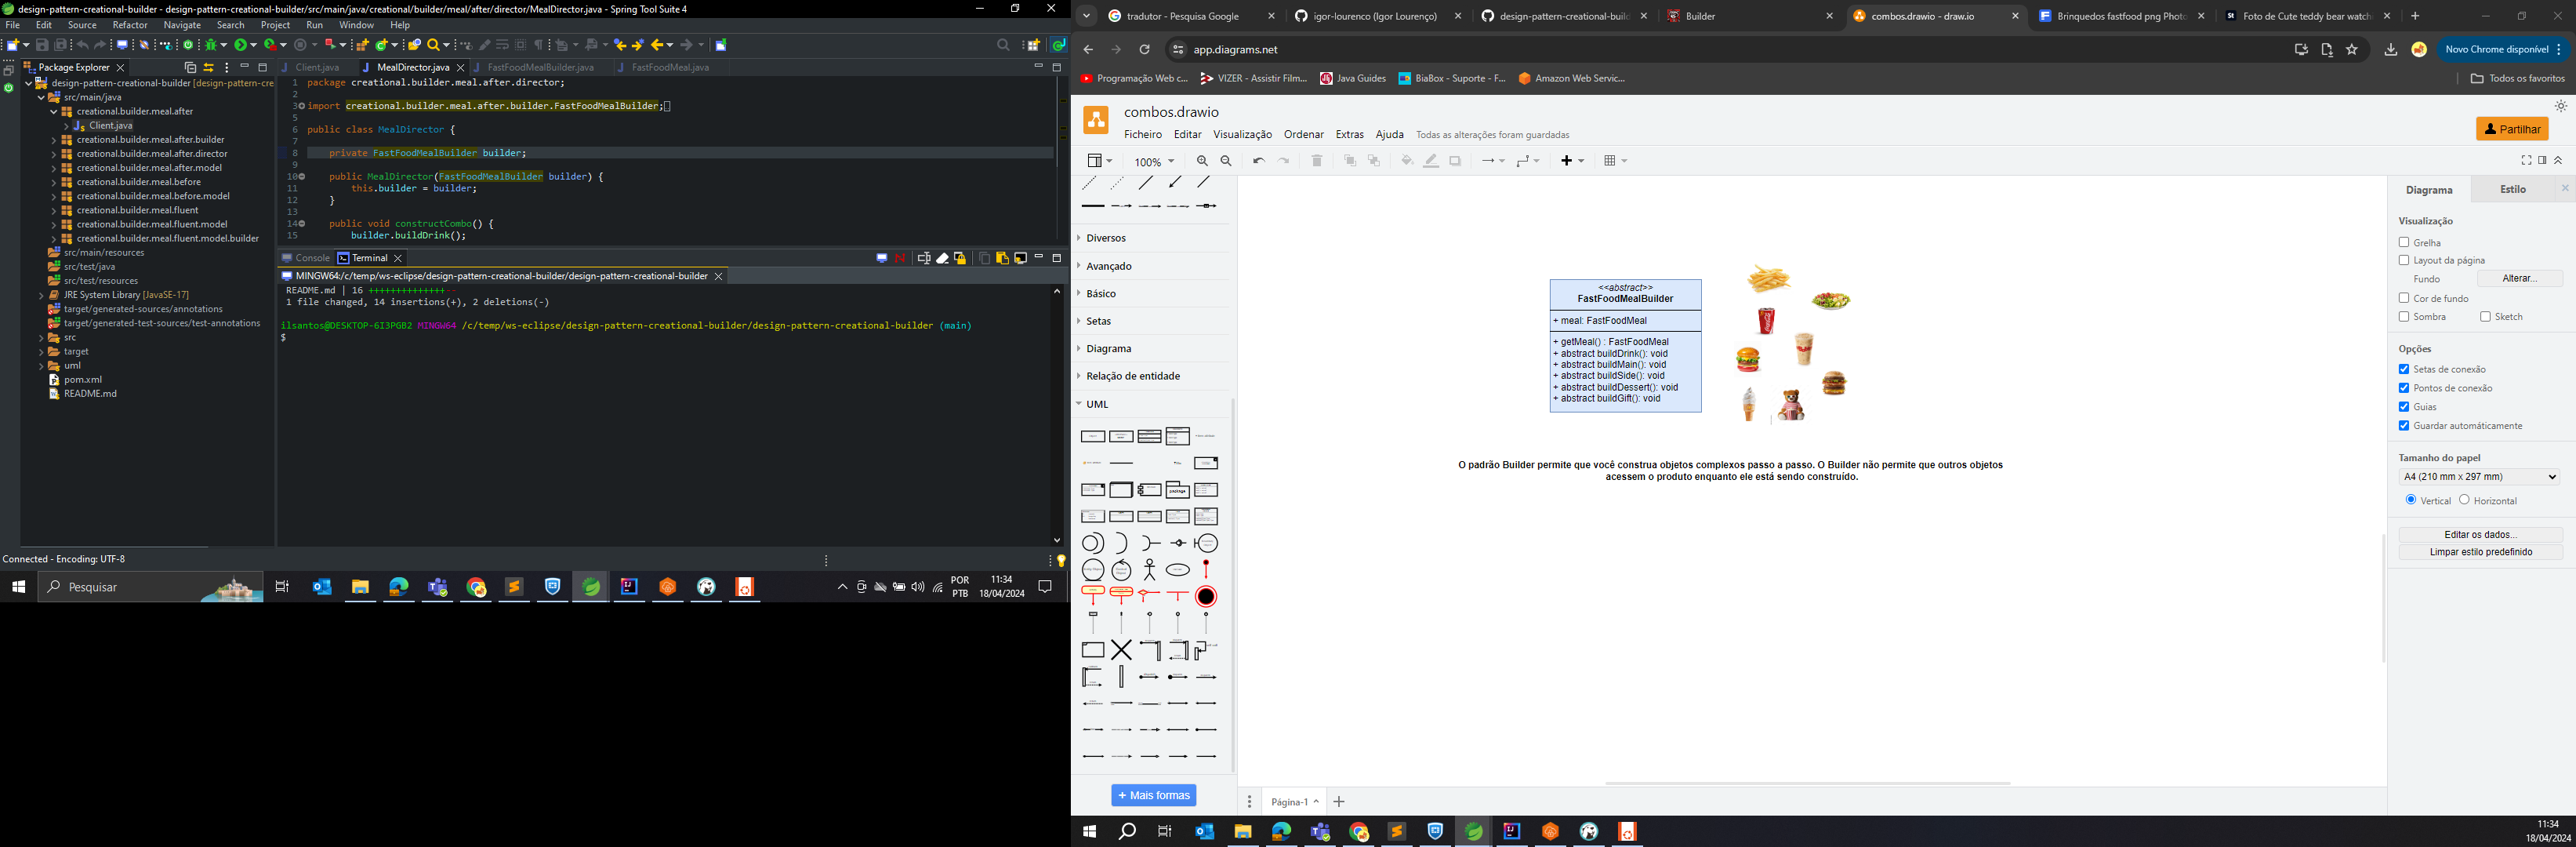 design-pattern-creational-builder - design-pattern-creational-builder/src/main/java/creational/builder/meal/after/director/MealDirector.java - Spring Tool Suite 4
File Edit Source Refactor Navigate Search Project Run Window Help
Package Explorer
design-pattern-creational-builder [design-pattern-cre
src/main/java
creational.builder.meal.after
Client.java
creational.builder.meal.after.builder
creational.builder.meal.after.director
creational.builder.meal.after.model
creational.builder.meal.before
creational.builder.meal.before.model
creational.builder.meal.fluent
creational.builder.meal.fluent.model
creational.builder.meal.fluent.model.builder
src/main/resources
src/test/java
src/test/resources
JRE System Library [JavaSE-17]
target/generated-sources/annotations
target/generated-test-sources/test-annotations
src
target
uml
pom.xml
README.md
Client.java MealDirector.java FastFoodMealBuilder.java FastFoodMeal.java
1 package creational.builder.meal.after.director;
2
3 import creational.builder.meal.after.builder.FastFoodMealBuilder;
5
6 public class MealDirector {
7
8 private FastFoodMealBuilder builder;
9
10 public MealDirector(FastFoodMealBuilder builder) {
11 this.builder = builder;
12 }
13
14 public void constructCombo() {
15 builder.buildDrink();
Console Terminal
MINGW64:/c/temp/ws-eclipse/design-pattern-creational-builder/design-pattern-creational-builder
README.md | 16 ++++++++++++++--
1 file changed, 14 insertions(+), 2 deletions(-)
ilsantos@DESKTOP-6I3PGB2 MINGW64 /c/temp/ws-eclipse/design-pattern-creational-builder/design-pattern-creational-builder (main)
$
Connected - Encoding: UTF-8
Pesquisar
POR
PTB
11:34
18/04/2024
tradutor - Pesquisa Google
igor-lourenco (Igor Lourenço)
design-pattern-creational-build
Builder
combos.drawio - draw.io
Brinquedos fastfood png Photo
Foto de Cute teddy bear watch
app.diagrams.net
Novo Chrome disponível
Programação Web c...
VIZER - Assistir Film...
Java Guides
BiaBox - Suporte - F...
Amazon Web Servic...
Todos os favoritos
combos.drawio
Ficheiro Editar Visualização Ordenar Extras Ajuda Todas as alterações foram guardadas
Partilhar
100%
Diversos
Avançado
Básico
Setas
Diagrama
Relação de entidade
UML
package
+ Mais formas
<<abstract>>
FastFoodMealBuilder
+ meal: FastFoodMeal
+ getMeal() : FastFoodMeal
+ abstract buildDrink(): void
+ abstract buildMain(): void
+ abstract buildSide(): void
+ abstract buildDessert(): void
+ abstract buildGift(): void
O padrão Builder permite que você construa objetos complexos passo a passo. O Builder não permite que outros objetos
acessem o produto enquanto ele está sendo construído.
Página-1
Diagrama Estilo
Visualização
Grelha
Layout da página
Fundo Alterar...
Cor de fundo
Sombra Sketch
Opções
Setas de conexão
Pontos de conexão
Guias
Guardar automáticamente
Tamanho do papel
A4 (210 mm x 297 mm)
Vertical Horizontal
Editar os dados...
Limpar estilo predefinido
11:34
18/04/2024